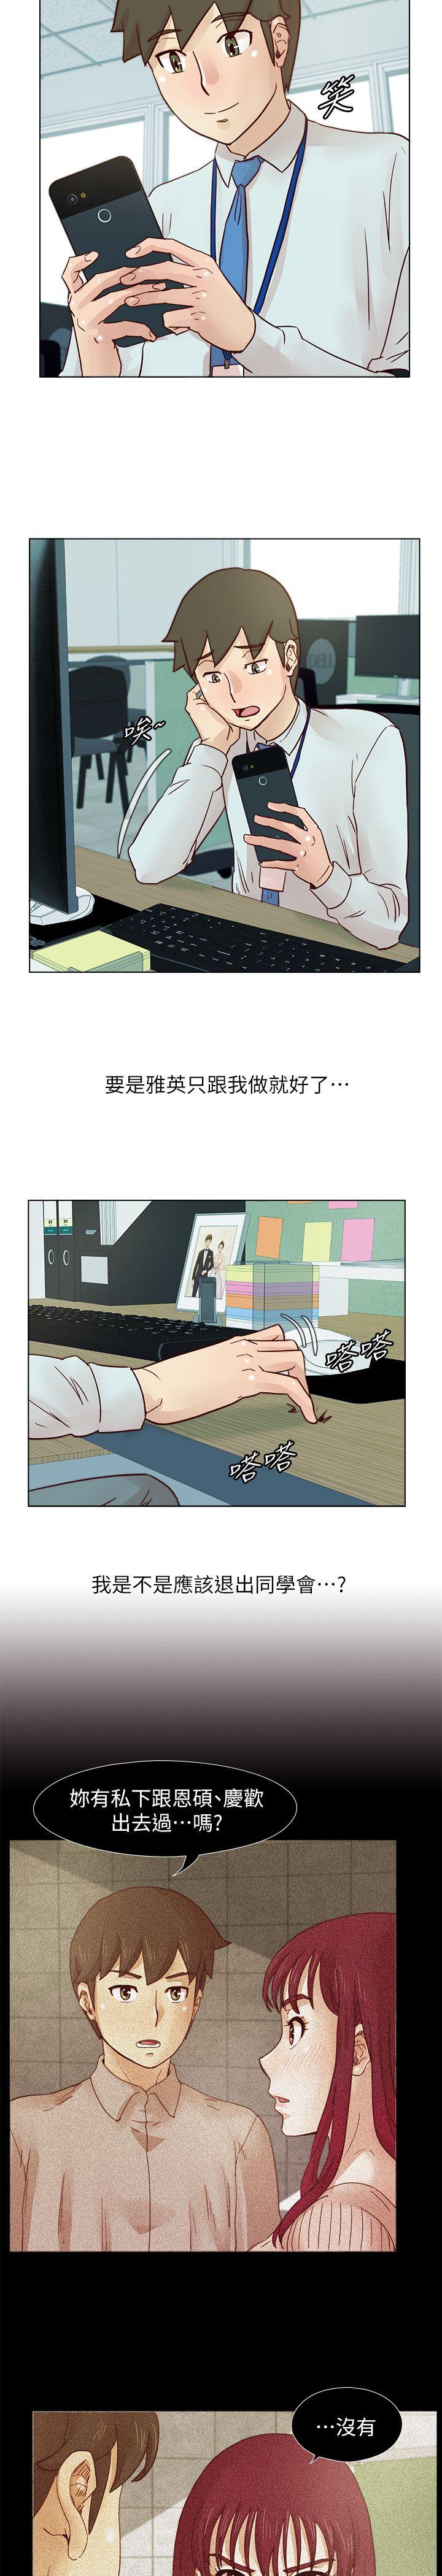 笑
唉~
要是雅英只跟我做就好了…
嗒嗒
嗒嗒
我是不是應該退出同學會…?
妳有私下跟恩碩、慶歡
出去過…嗎?
…沒有